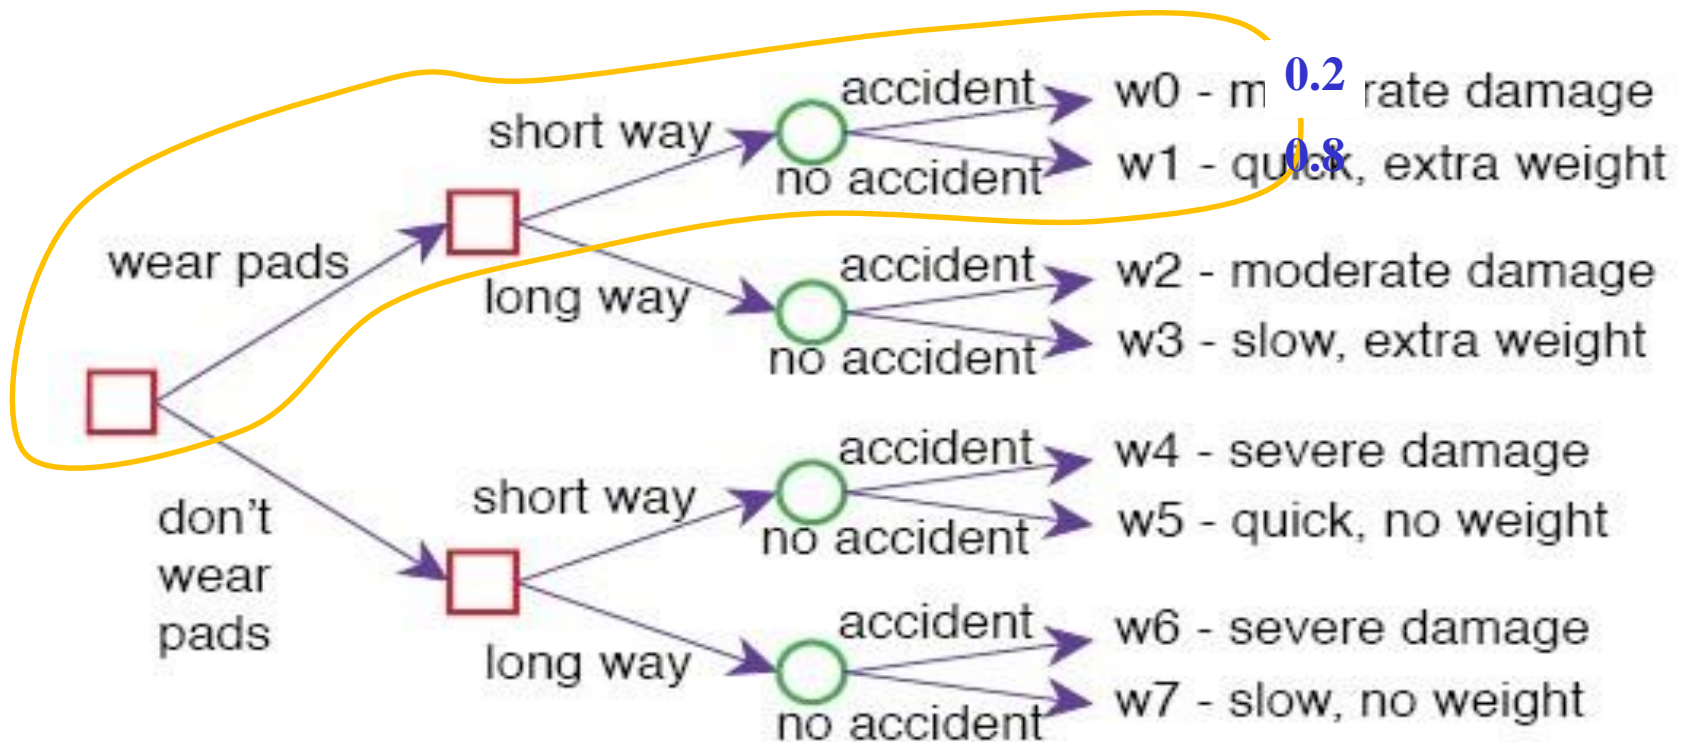 accident
w0 - m 0.2 rate damage
short way
no accident
w1 - quick, extra weight
0.8
wear pads
accident
w2 - moderate damage
long way
no accident
w3 - slow, extra weight
accident
w4 - severe damage
short way
no accident
w5 - quick, no weight
don't
wear
pads
accident
w6 - severe damage
long way
no accident
w7 - slow, no weight